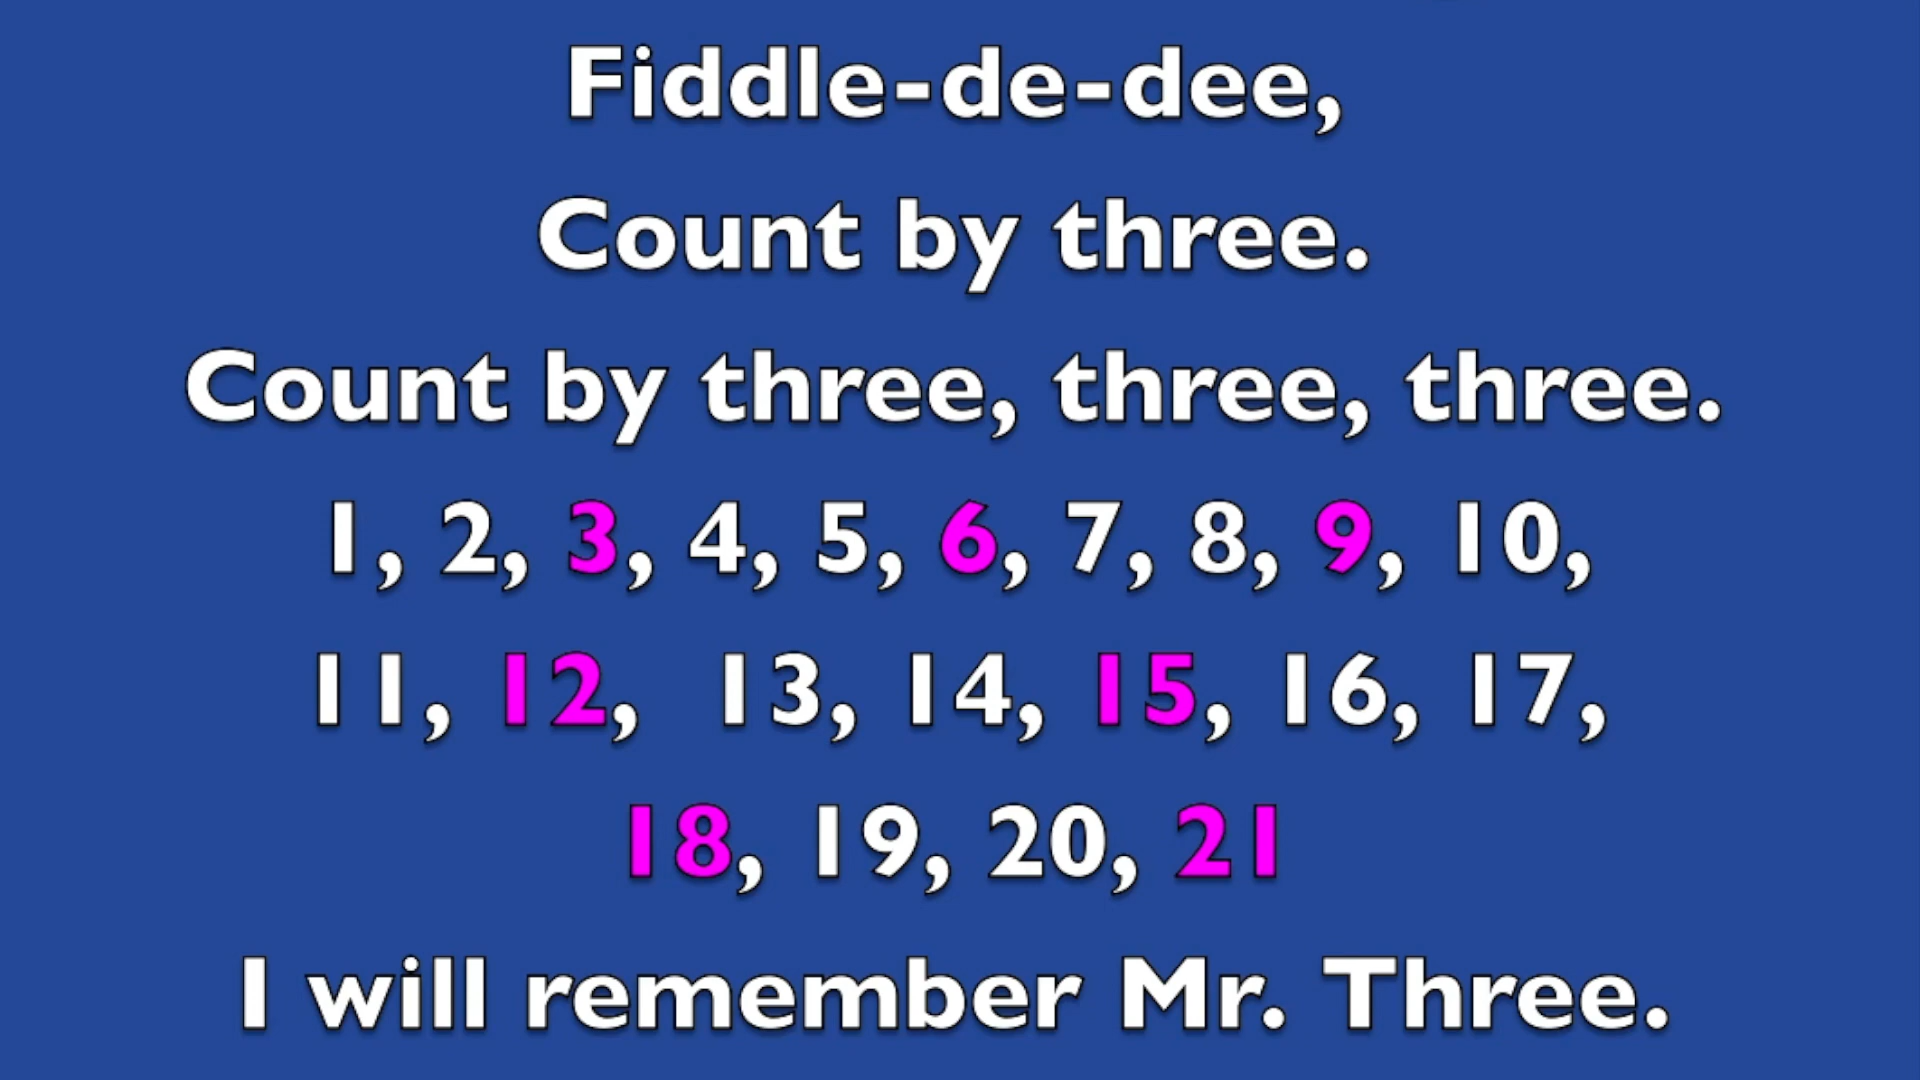 Fiddle-de-dee,
Count by three.
Count by three, three, three.
1, 2, 3, 4, 5, 6, 7, 8, 9, 10,
11, 12, 13, 14, 15, 16, 17,
18, 19, 20, 21
I will remember Mr. Three.